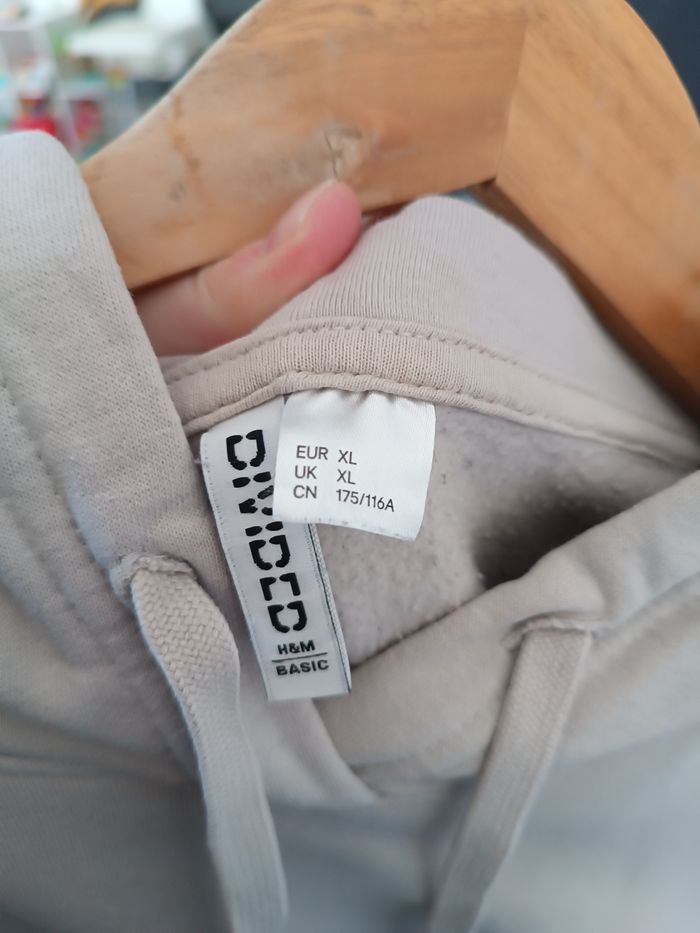 DIVIDED
H&M
BASIC
EUR XL
UK XL
CN 175/116A